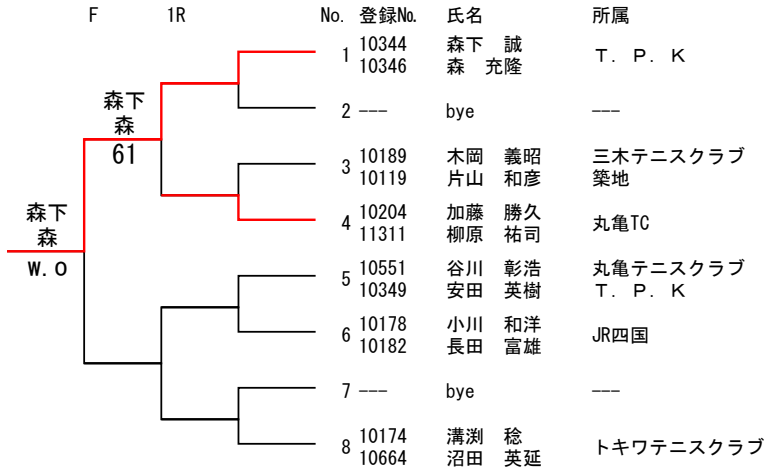 F 1R No. 登録No. 氏名 所属
1 10344 森下 誠 T. P. K
10346 森 充隆
2 --- bye ---
森下
森
61
3 10189 木岡 義昭 三木テニスクラブ
10119 片山 和彦 築地
4 10204 加藤 勝久 丸亀TC
11311 柳原 祐司
森下
森
W.O
5 10551 谷川 彰浩 丸亀テニスクラブ
10349 安田 英樹 T. P. K
6 10178 小川 和洋 JR四国
10182 長田 富雄
7 --- bye ---
8 10174 溝渕 稔 トキワテニスクラブ
10664 沼田 英延